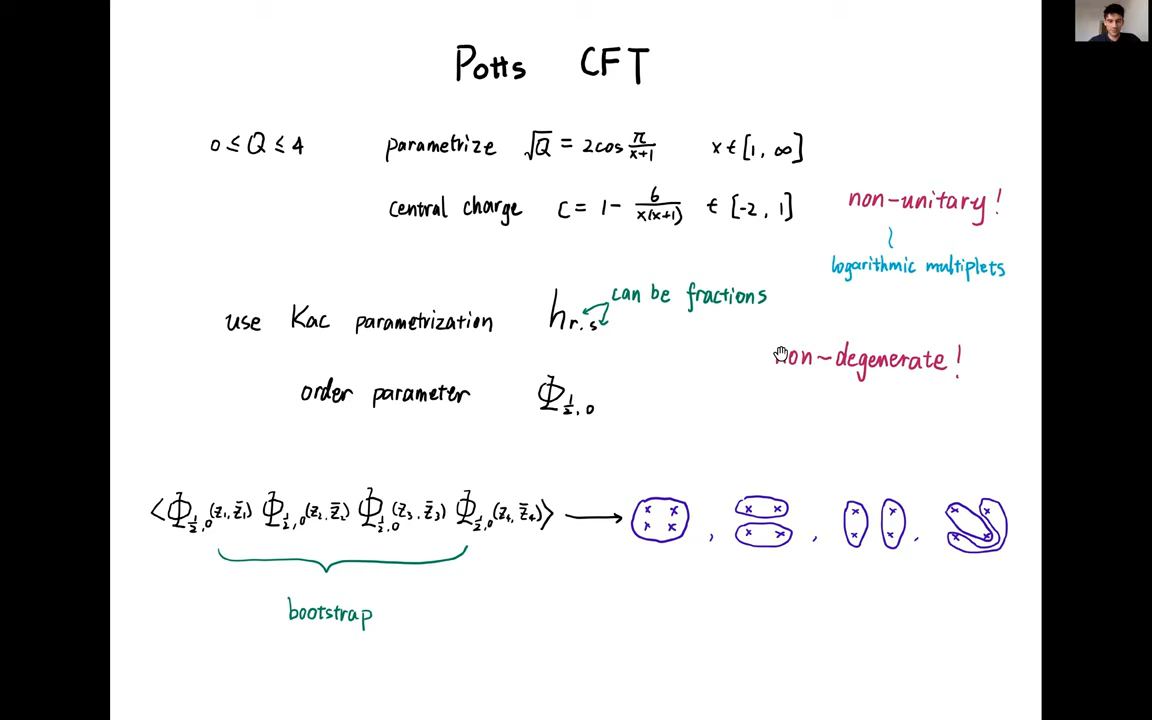 Potts CFT
0 ≤ Q ≤ 4 parametrize √Q = 2cos π/(x+1) x ∈ [1, ∞]
central charge c = 1 - 6/(x(x+1)) ∈ [-2, 1]
non-unitary!
logarithmic multiplets
use Kac parametrization h_{r,s}
can be fractions
non-degenerate!
order parameter Φ_{1/2,0}
<Φ_{1/2,0}(z₁,z̄₁) Φ_{1/2,0}(z₂,z̄₂) Φ_{1/2,0}(z₃,z̄₃) Φ_{1/2,0}(z₄,z̄₄)> → , , ,
bootstrap